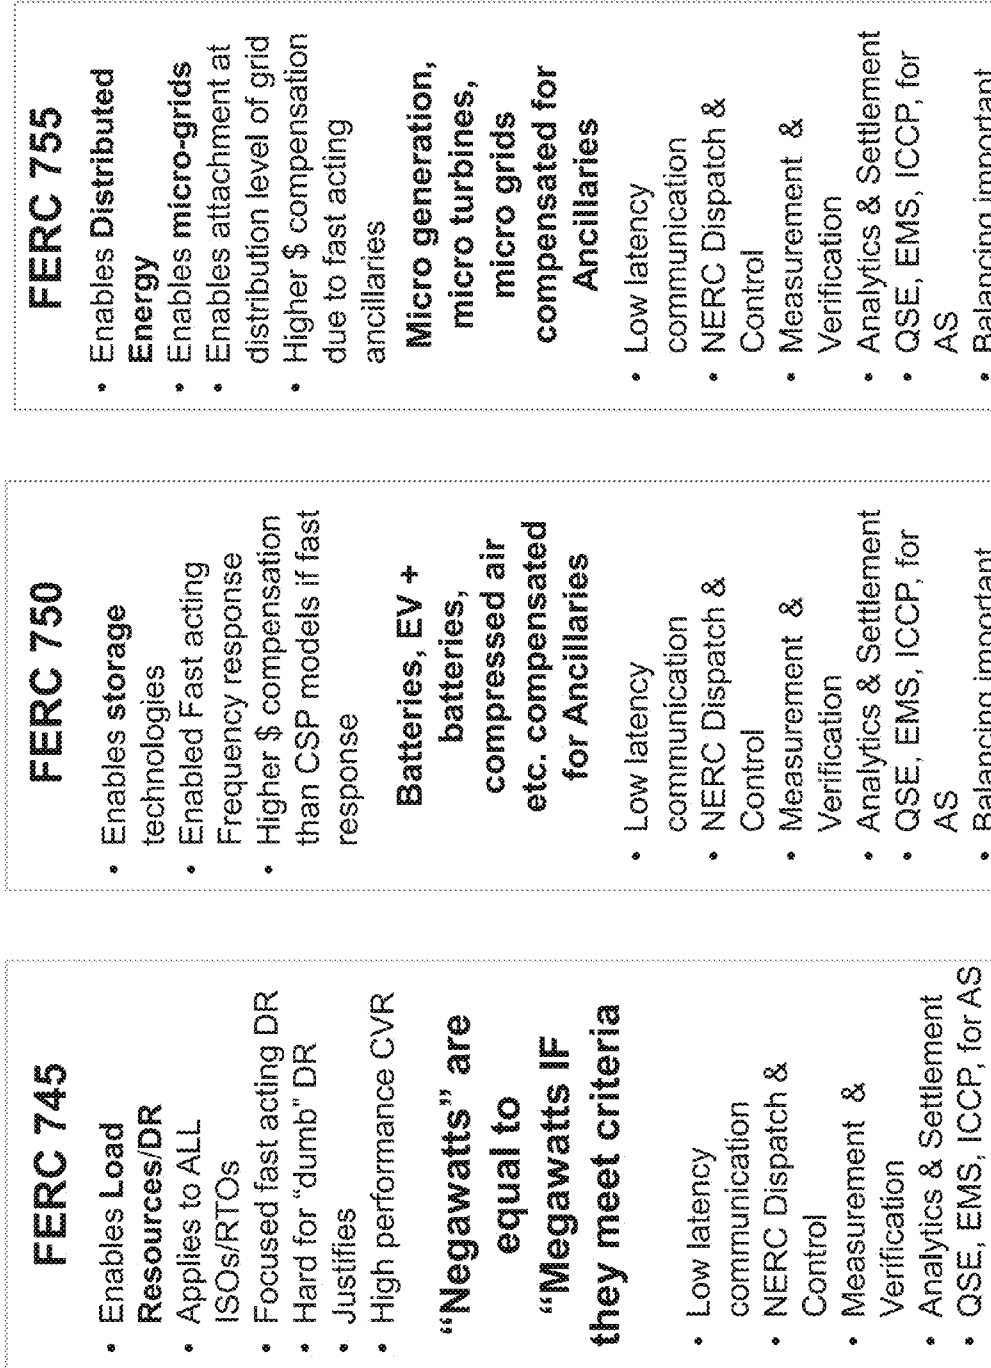 FERC 745
• Enables Load
Resources/DR
• Applies to ALL
ISOs/RTOs
• Focused fast acting DR
• Hard for “dumb” DR
• Justifies
• High performance CVR
“Negawatts” are
equal to
“Megawatts IF
they meet criteria
• Low latency
communication
• NERC Dispatch &
Control
• Measurement &
Verification
• Analytics & Settlement
• QSE, EMS, ICCP, for AS
FERC 750
• Enables storage
technologies
• Enabled Fast acting
Frequency response
• Higher $ compensation
than CSP models if fast
response
Batteries, EV +
batteries,
compressed air
etc. compensated
for Ancillaries
• Low latency
communication
• NERC Dispatch &
Control
• Measurement &
Verification
• Analytics & Settlement
• QSE, EMS, ICCP, for
AS
• Balancing important
FERC 755
• Enables Distributed
Energy
• Enables micro-grids
• Enables attachment at
distribution level of grid
• Higher $ compensation
due to fast acting
ancillaries
Micro generation,
micro turbines,
micro grids
compensated for
Ancillaries
• Low latency
communication
• NERC Dispatch &
Control
• Measurement &
Verification
• Analytics & Settlement
• QSE, EMS, ICCP, for
AS
• Balancing important